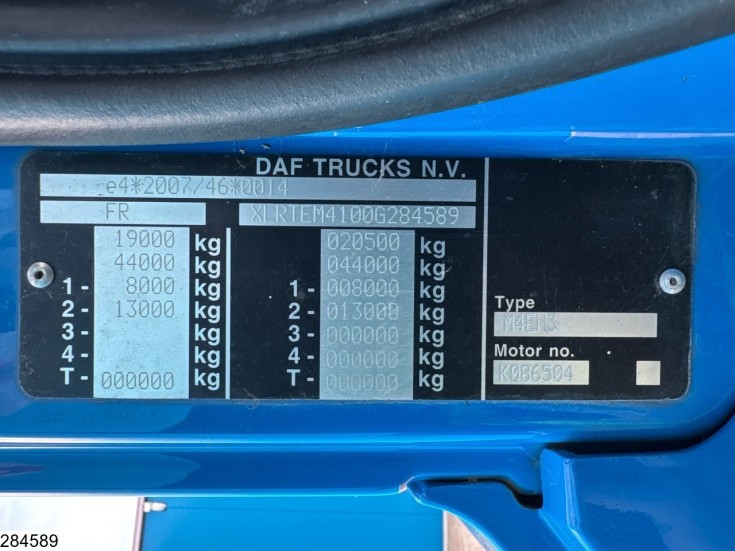 DAF TRUCKS N.V.
e4*2007/46*0014
FR XLRTEM4100G284589
19000 kg 020500 kg
44000 kg 044000 kg
1- 8000 kg 1- 008000 kg
2- 13000 kg 2- 013000 kg
3- kg 3- 000000 kg
4- kg 4- 000000 kg
T- 000000 kg T- 000000 kg
Type
M4EN3
Motor no.
K086504
284589